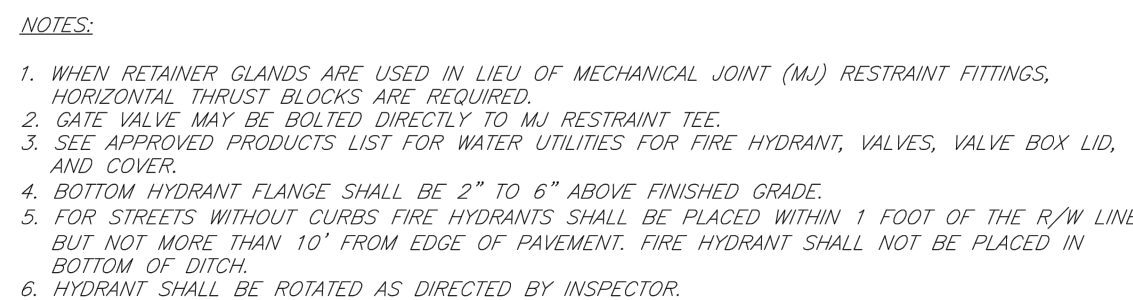 NOTES:
1. WHEN RETAINER GLANDS ARE USED IN LIEU OF MECHANICAL JOINT (MJ) RESTRAINT FITTINGS,
HORIZONTAL THRUST BLOCKS ARE REQUIRED.
2. GATE VALVE MAY BE BOLTED DIRECTLY TO MJ RESTRAINT TEE.
3. SEE APPROVED PRODUCTS LIST FOR WATER UTILITIES FOR FIRE HYDRANT, VALVES, VALVE BOX LID,
AND COVER.
4. BOTTOM HYDRANT FLANGE SHALL BE 2" TO 6" ABOVE FINISHED GRADE.
5. FOR STREETS WITHOUT CURBS FIRE HYDRANTS SHALL BE PLACED WITHIN 1 FOOT OF THE R/W LINE
BUT NOT MORE THAN 10' FROM EDGE OF PAVEMENT. FIRE HYDRANT SHALL NOT BE PLACED IN
BOTTOM OF DITCH.
6. HYDRANT SHALL BE ROTATED AS DIRECTED BY INSPECTOR.